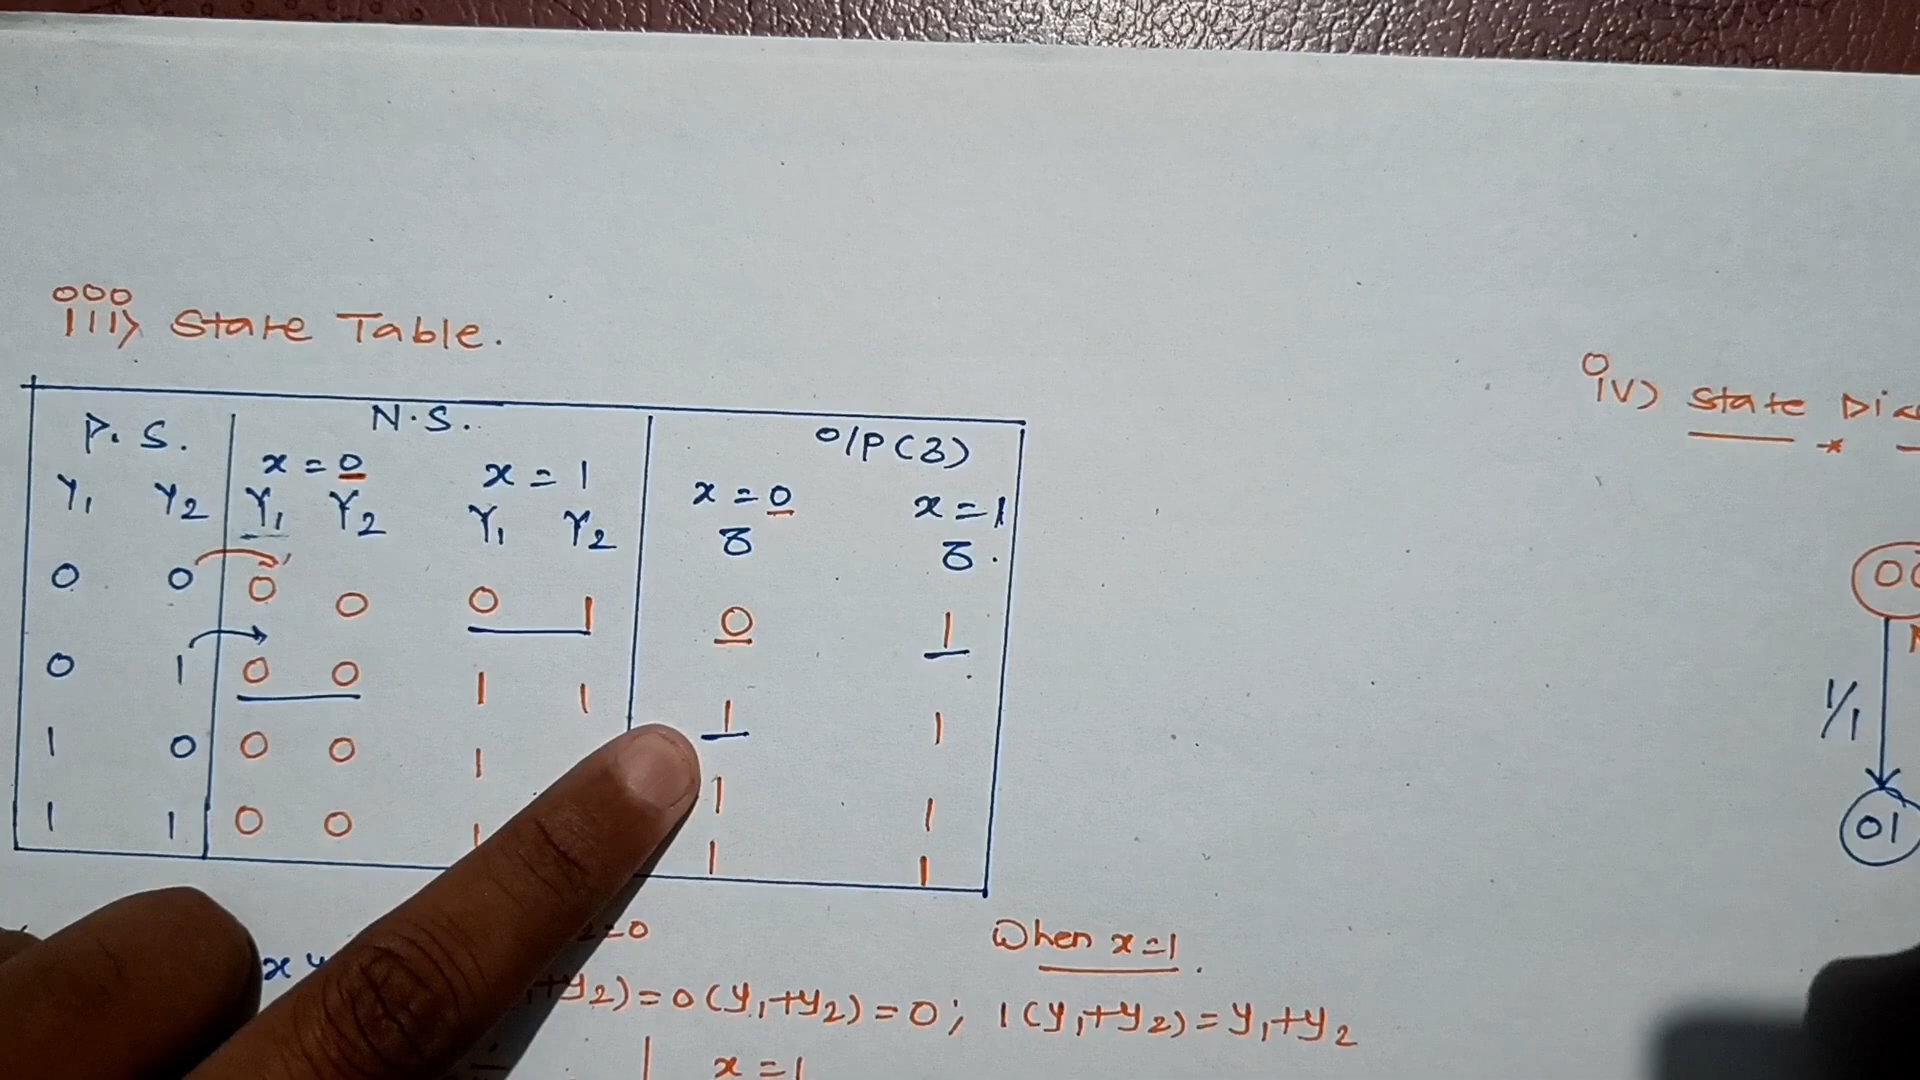 iii) State Table.
P.S. N.S. O/P(z)
x=0 x=1 x=0 x=1
Y1 Y2 Y1 Y2 Y1 Y2 z z.
0 0 0 0 0 1 0 1
0 1 0 0 1 1 1 1
1 0 0 0 1 1 1
1 1 0 0 1 1 1
=0
When x=1.
y2)=0(y1+y2)=0; 1(y1+y2)=y1+y2
x=1
iv) State
1/1
01